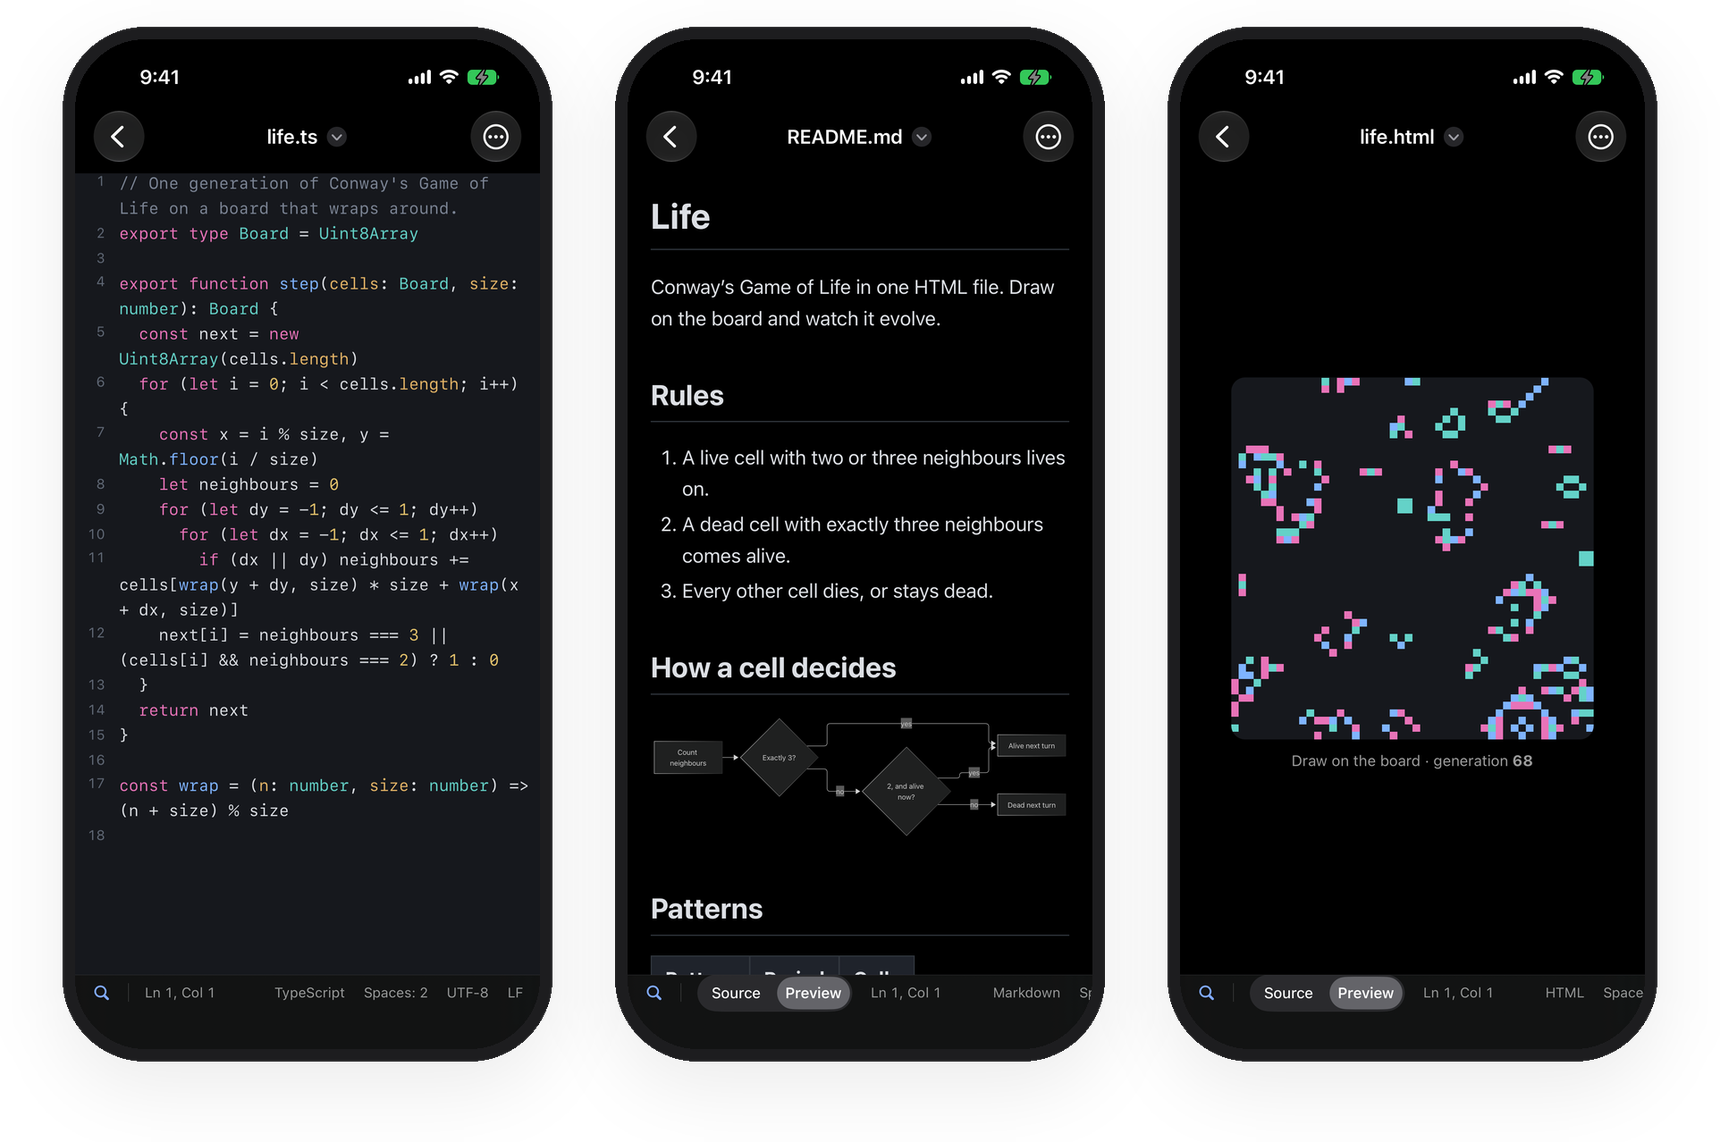 9:41
life.ts
1 // One generation of Conway's Game of
Life on a board that wraps around.
2 export type Board = Uint8Array
3
4 export function step(cells: Board, size:
number): Board {
5 const next = new
Uint8Array(cells.length)
6 for (let i = 0; i < cells.length; i++)
{
7 const x = i % size, y =
Math.floor(i / size)
8 let neighbours = 0
9 for (let dy = −1; dy <= 1; dy++)
10 for (let dx = −1; dx <= 1; dx++)
11 if (dx || dy) neighbours +=
cells[wrap(y + dy, size) * size + wrap(x
+ dx, size)]
12 next[i] = neighbours === 3 ||
(cells[i] && neighbours === 2) ? 1 : 0
13 }
14 return next
15 }
16
17 const wrap = (n: number, size: number) =>
(n + size) % size
18
Ln 1, Col 1 TypeScript Spaces: 2 UTF-8 LF
9:41
README.md
Life
Conway’s Game of Life in one HTML file. Draw
on the board and watch it evolve.
Rules
1. A live cell with two or three neighbours lives
on.
2. A dead cell with exactly three neighbours
comes alive.
3. Every other cell dies, or stays dead.
How a cell decides
Count
neighbours
Exactly 3?
yes
no
2, and alive
now?
yes
no
Alive next turn
Dead next turn
Patterns
Source Preview Ln 1, Col 1 Markdown
9:41
life.html
Draw on the board · generation 68
Source Preview Ln 1, Col 1 HTML Space